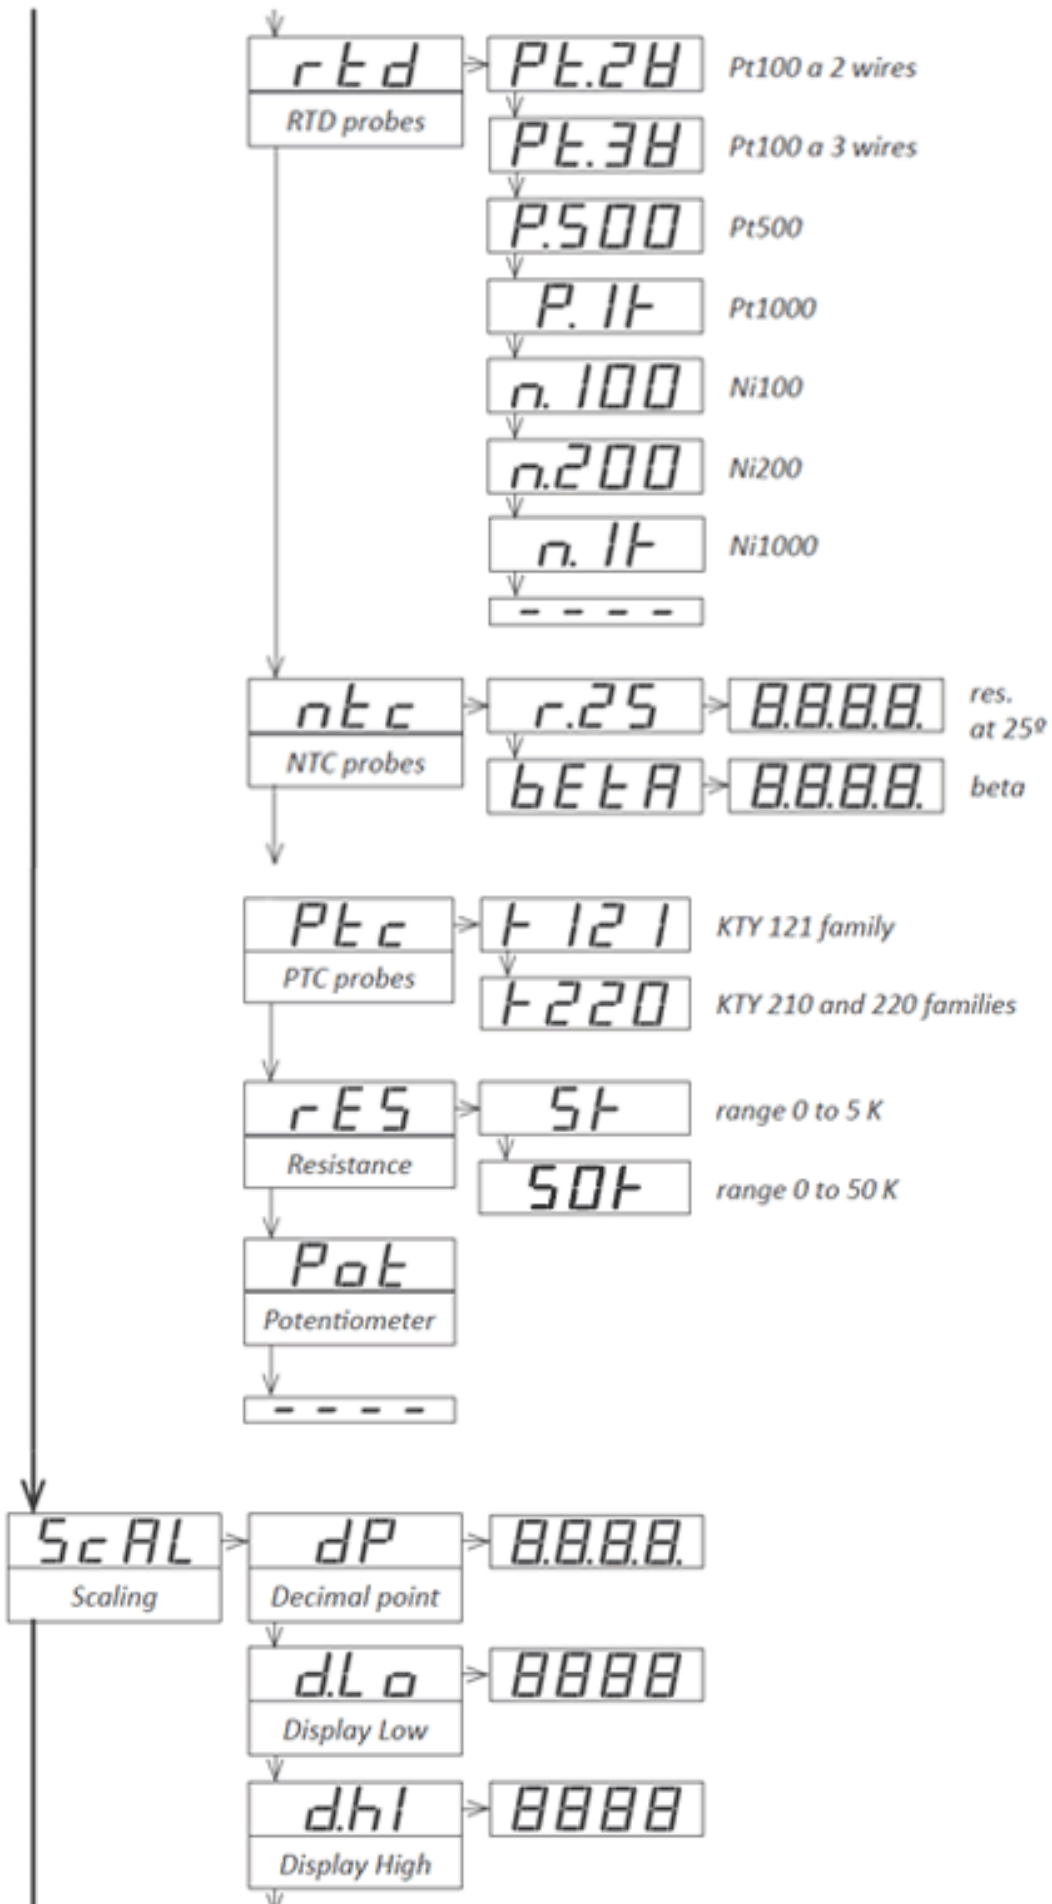 rtd
RTD probes
Pt.2W
Pt100 a 2 wires
Pt.3W
Pt100 a 3 wires
P.500
Pt500
P.1k
Pt1000
n.100
Ni100
n.200
Ni200
n.1k
Ni1000
----
ntc
NTC probes
r.25
8.8.8.8.
res.
at 25º
bEtA
8.8.8.8.
beta
Ptc
PTC probes
k121
KTY 121 family
k220
KTY 210 and 220 families
rES
Resistance
5k
range 0 to 5 K
50k
range 0 to 50 K
Pot
Potentiometer
----
ScAL
Scaling
dP
Decimal point
8.8.8.8.
d.Lo
Display Low
8888
d.hI
Display High
8888